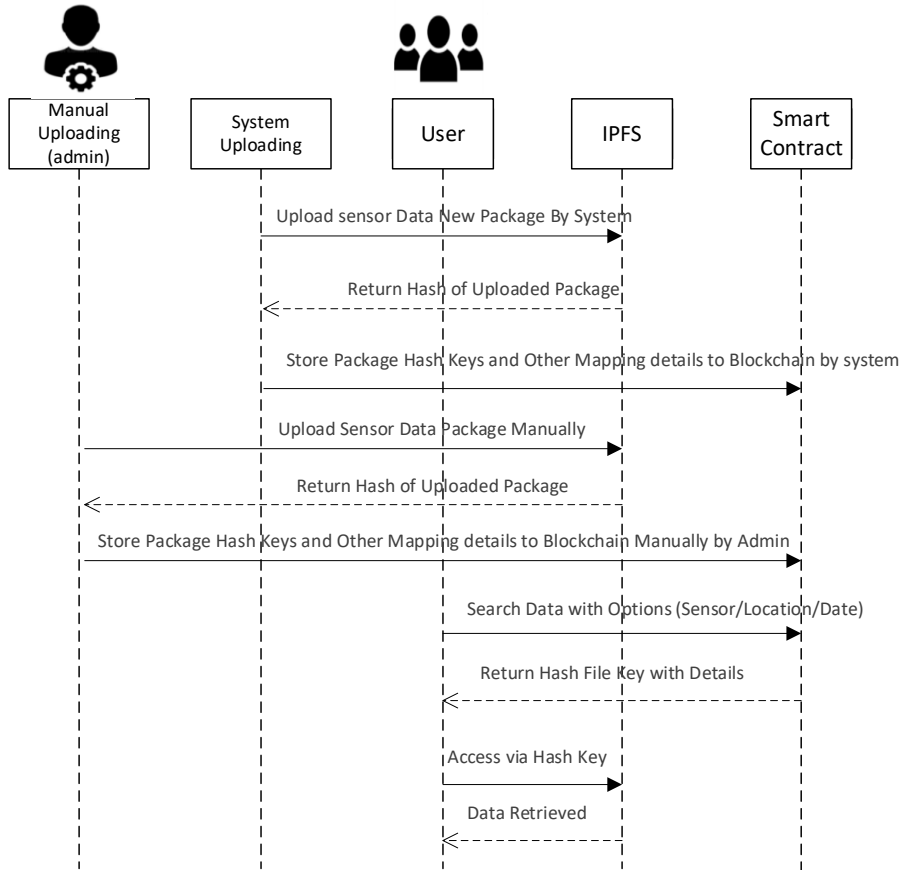 Manual
Uploading
(admin)
System
Uploading
User
IPFS
Smart
Contract
Upload sensor Data New Package By System
Return Hash of Uploaded Package
Store Package Hash Keys and Other Mapping details to Blockchain by system
Upload Sensor Data Package Manually
Return Hash of Uploaded Package
Store Package Hash Keys and Other Mapping details to Blockchain Manually by Admin
Search Data with Options (Sensor/Location/Date)
Return Hash File Key with Details
Access via Hash Key
Data Retrieved